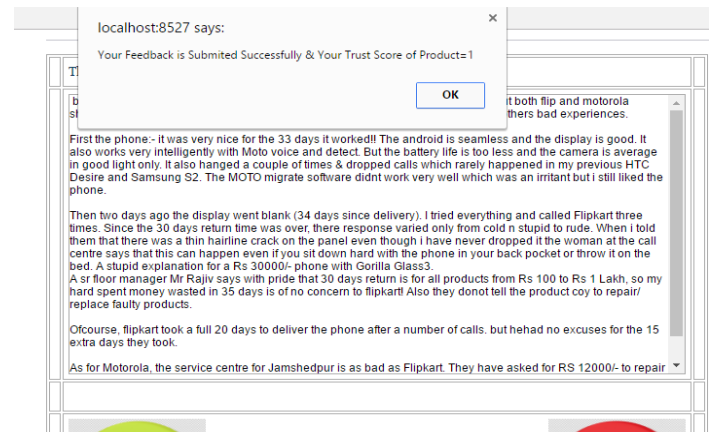 localhost:8527 says:
Your Feedback is Submited Successfully & Your Trust Score of Product=1
OK
both flip and motorola
thers bad experiences.
First the phone:- it was very nice for the 33 days it worked!! The android is seamless and the display is good. It
also works very intelligently with Moto voice and detect. But the battery life is too less and the camera is average
in good light only. It also hanged a couple of times & dropped calls which rarely happened in my previous HTC
Desire and Samsung S2. The MOTO migrate software didnt work very well which was an irritant but i still liked the
phone.
Then two days ago the display went blank (34 days since delivery). I tried everything and called Flipkart three
times. Since the 30 days return time was over, there response varied only from cold n stupid to rude. When i told
them that there was a thin hairline crack on the panel even though i have never dropped it the woman at the call
centre says that this can happen even if you sit down hard with the phone in your back pocket or throw it on the
bed. A stupid explanation for a Rs 30000/- phone with Gorilla Glass3.
A sr floor manager Mr Rajiv says with pride that 30 days return is for all products from Rs 100 to Rs 1 Lakh, so my
hard spent money wasted in 35 days is of no concern to flipkart! Also they donot tell the product coy to repair/
replace faulty products.
Ofcourse, flipkart took a full 20 days to deliver the phone after a number of calls. but hehad no excuses for the 15
extra days they took.
As for Motorola, the service centre for Jamshedpur is as bad as Flipkart. They have asked for RS 12000/- to repair